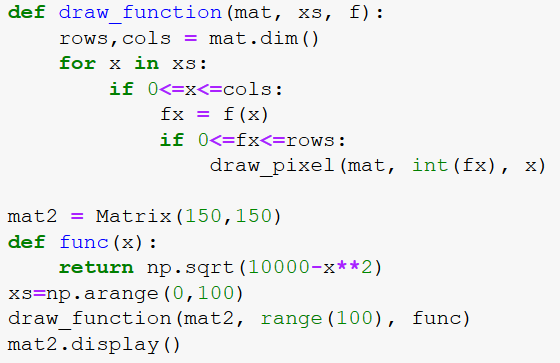 def draw_function(mat, xs, f):
    rows,cols = mat.dim()
    for x in xs:
        if 0<=x<=cols:
            fx = f(x)
            if 0<=fx<=rows:
                draw_pixel(mat, int(fx), x)

mat2 = Matrix(150,150)
def func(x):
    return np.sqrt(10000-x**2)
xs=np.arange(0,100)
draw_function(mat2, range(100), func)
mat2.display()